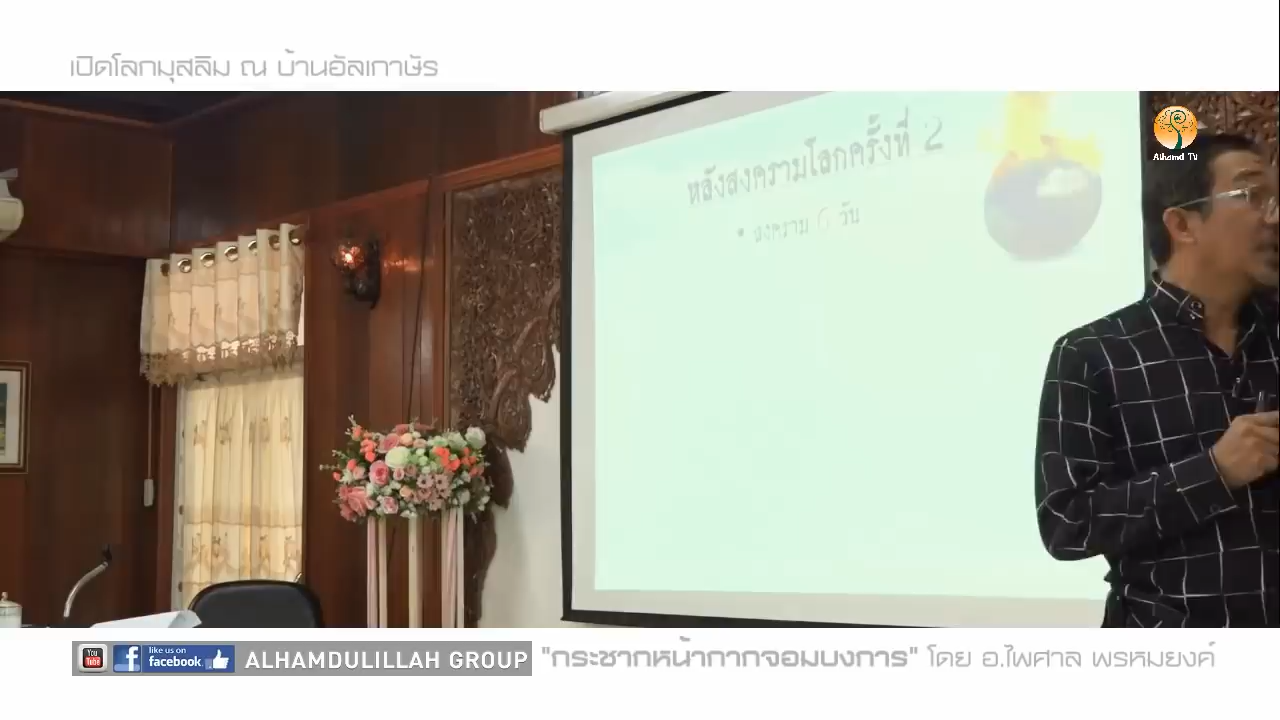 เปิดโลกมุสลิม ณ บ้านอัลเกาษัร
Alhamd TV
หลังสงครามโลกครั้งที่ 2
• สงคราม 6 วัน
You Tube
like us on facebook
ALHAMDULILLAH GROUP
"กระชากหน้ากากจอมบงการ" โดย อ.ไพศาล พรหมยงค์